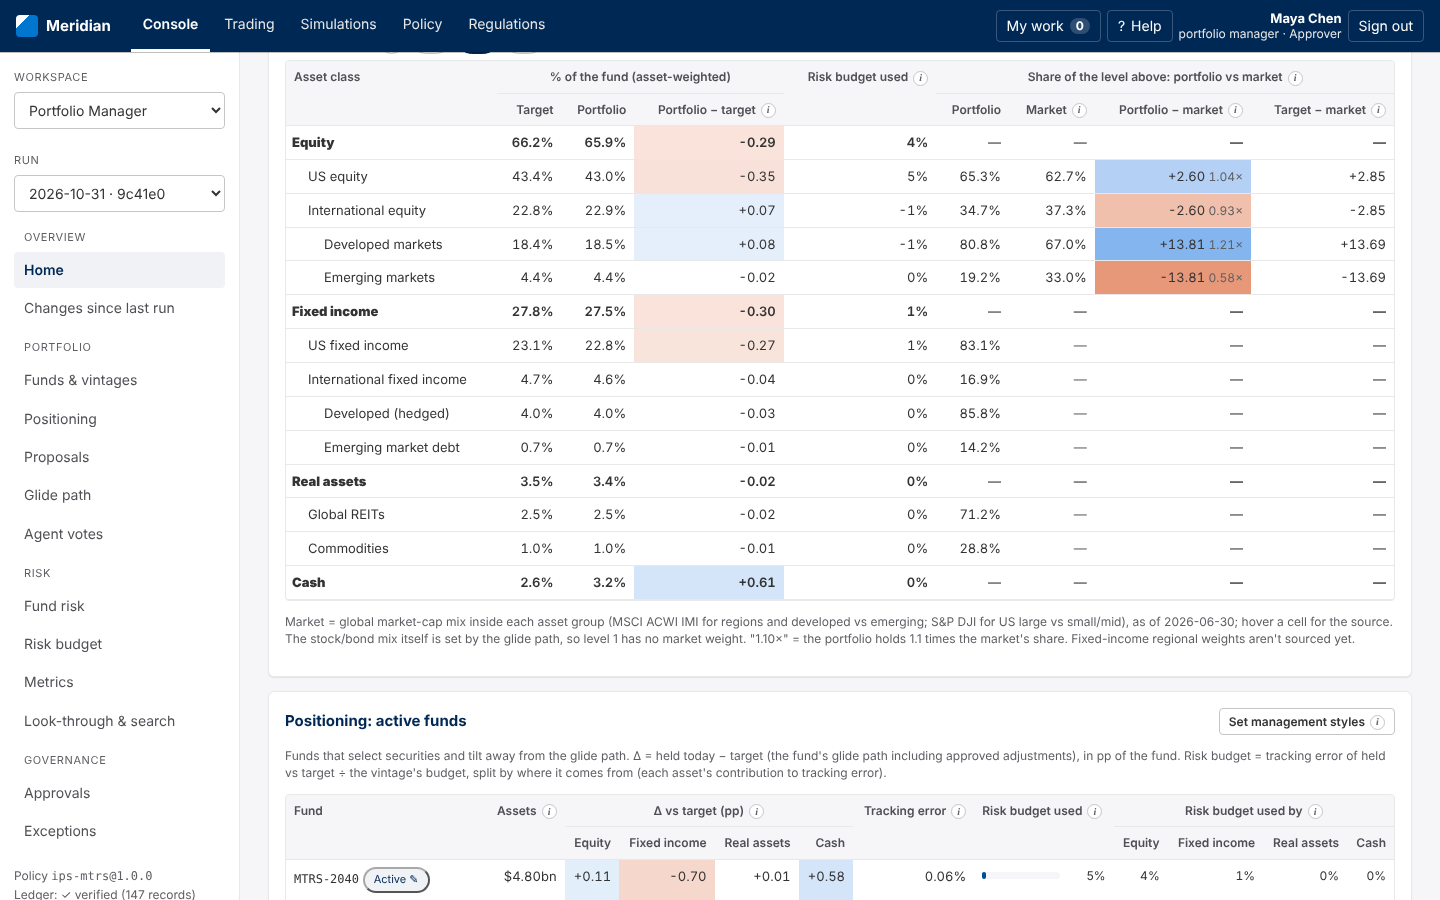 Meridian
Console Trading Simulations Policy Regulations
My work 0
? Help
Maya Chen
portfolio manager · Approver
Sign out
WORKSPACE
Portfolio Manager
RUN
2026-10-31 · 9c41e0
OVERVIEW
Home
Changes since last run
PORTFOLIO
Funds & vintages
Positioning
Proposals
Glide path
Agent votes
RISK
Fund risk
Risk budget
Metrics
Look-through & search
GOVERNANCE
Approvals
Exceptions
Policy ips-mtrs@1.0.0
Ledger: ✓ verified (147 records)
Asset class % of the fund (asset-weighted) Risk budget used i Share of the level above: portfolio vs market i
Target Portfolio Portfolio − target i Portfolio Market i Portfolio − market i Target − market i
Equity 66.2% 65.9% -0.29 4% — — — —
US equity 43.4% 43.0% -0.35 5% 65.3% 62.7% +2.60 1.04× +2.85
International equity 22.8% 22.9% +0.07 -1% 34.7% 37.3% -2.60 0.93× -2.85
Developed markets 18.4% 18.5% +0.08 -1% 80.8% 67.0% +13.81 1.21× +13.69
Emerging markets 4.4% 4.4% -0.02 0% 19.2% 33.0% -13.81 0.58× -13.69
Fixed income 27.8% 27.5% -0.30 1% — — — —
US fixed income 23.1% 22.8% -0.27 1% 83.1% — — —
International fixed income 4.7% 4.6% -0.04 0% 16.9% — — —
Developed (hedged) 4.0% 4.0% -0.03 0% 85.8% — — —
Emerging market debt 0.7% 0.7% -0.01 0% 14.2% — — —
Real assets 3.5% 3.4% -0.02 0% — — — —
Global REITs 2.5% 2.5% -0.02 0% 71.2% — — —
Commodities 1.0% 1.0% -0.01 0% 28.8% — — —
Cash 2.6% 3.2% +0.61 0% — — — —
Market = global market-cap mix inside each asset group (MSCI ACWI IMI for regions and developed vs emerging; S&P DJI for US large vs small/mid), as of 2026-06-30; hover a cell for the source.
The stock/bond mix itself is set by the glide path, so level 1 has no market weight. "1.10×" = the portfolio holds 1.1 times the market's share. Fixed-income regional weights aren't sourced yet.
Positioning: active funds
Set management styles i
Funds that select securities and tilt away from the glide path. Δ = held today − target (the fund's glide path including approved adjustments), in pp of the fund. Risk budget = tracking error of held
vs target ÷ the vintage's budget, split by where it comes from (each asset's contribution to tracking error).
Fund Assets i Δ vs target (pp) i Tracking error i Risk budget used i Risk budget used by i
Equity Fixed income Real assets Cash Equity Fixed income Real assets Cash
MTRS-2040 Active ✎ $4.80bn +0.11 -0.70 +0.01 +0.58 0.06% 5% 4% 1% 0% 0%